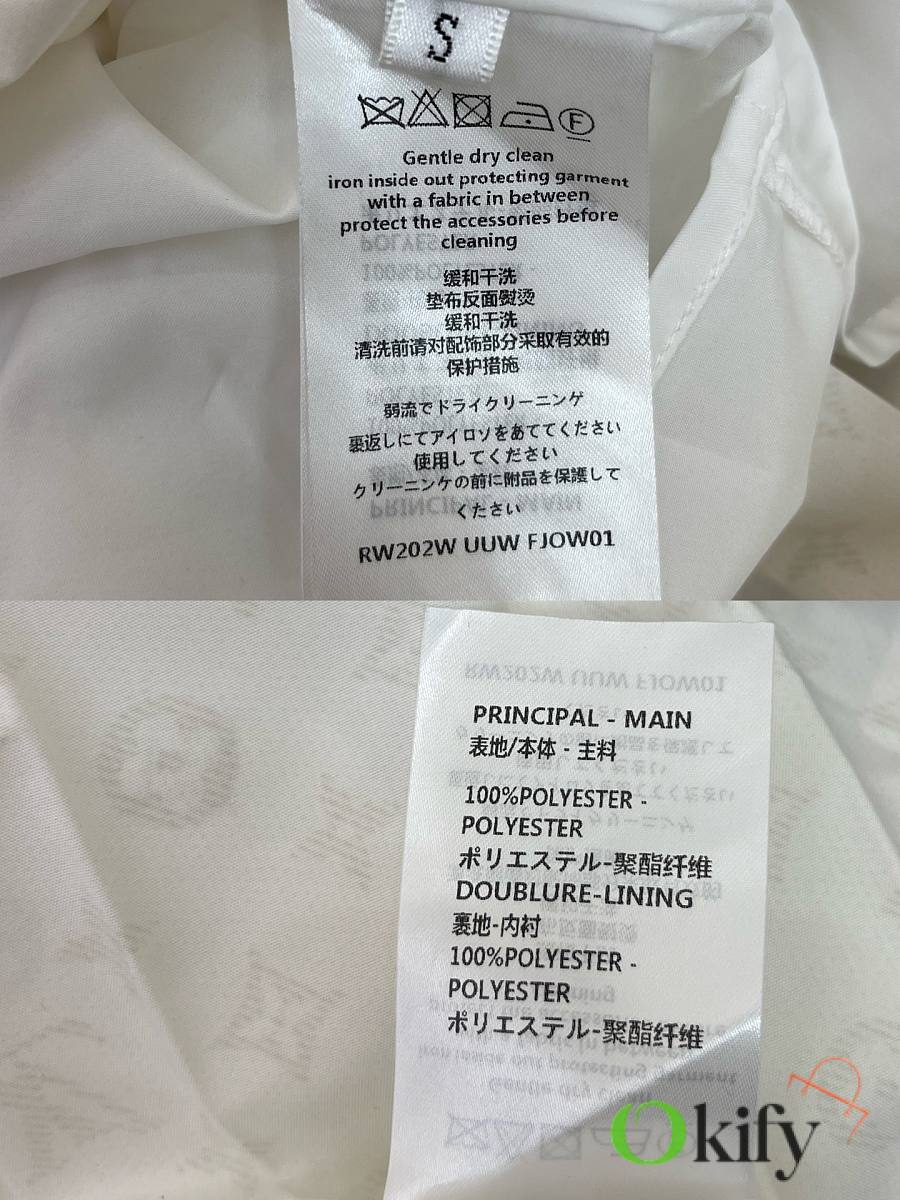 S
F
Gentle dry clean
iron inside out protecting garment
with a fabric in between
protect the accessories before
cleaning
缓和干洗
垫布反面熨烫
缓和干洗
清洗前请对配饰部分采取有效的
保护措施
弱流でドライクリーニンゲ
裏返しにてアイロソをあててください
使用してください
クリーニンケの前に附品を保護して
ください
RW202W UUW FJOW01
PRINCIPAL - MAIN
表地/本体 - 主料
100%POLYESTER -
POLYESTER
ポリエステル-聚酯纤维
DOUBLURE-LINING
裏地-内衬
100%POLYESTER -
POLYESTER
ポリエステル-聚酯纤维
Okify